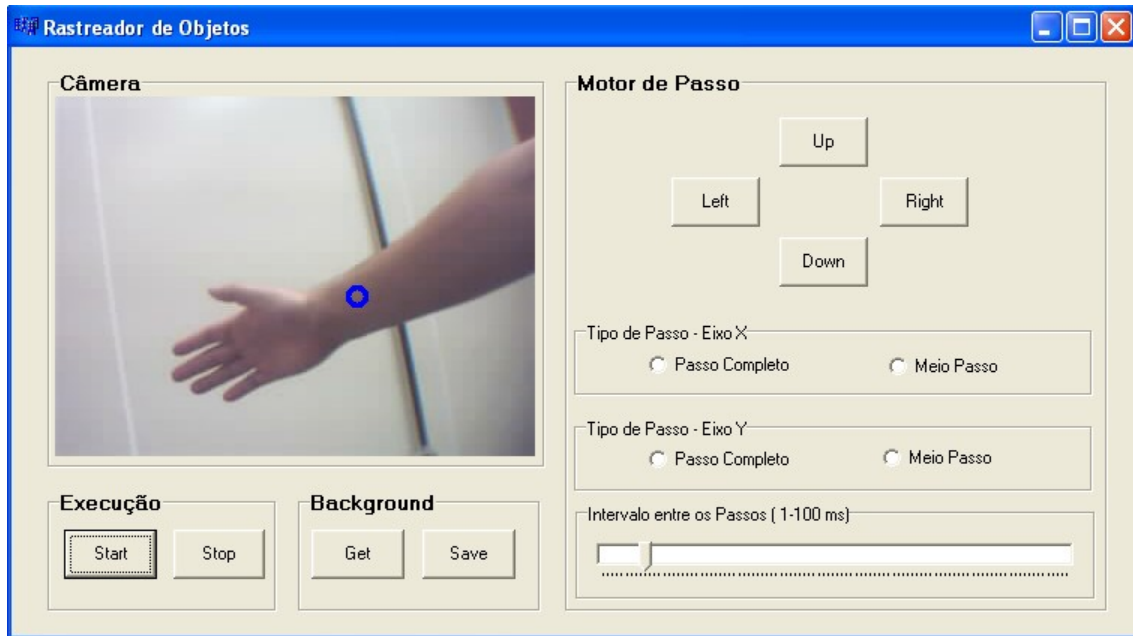 Rastreador de Objetos
Câmera
Execução
Start
Stop
Background
Get
Save
Motor de Passo
Up
Left
Right
Down
Tipo de Passo - Eixo X
Passo Completo
Meio Passo
Tipo de Passo - Eixo Y
Passo Completo
Meio Passo
Intervalo entre os Passos ( 1-100 ms)